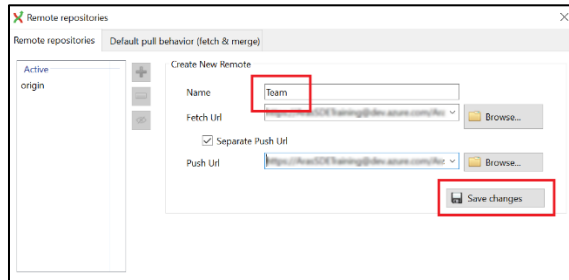 Remote repositories
Remote repositories Default pull behavior (fetch & merge)
Active
origin
Create New Remote
Name Team
Fetch Url Browse...
Separate Push Url
Push Url Browse...
Save changes